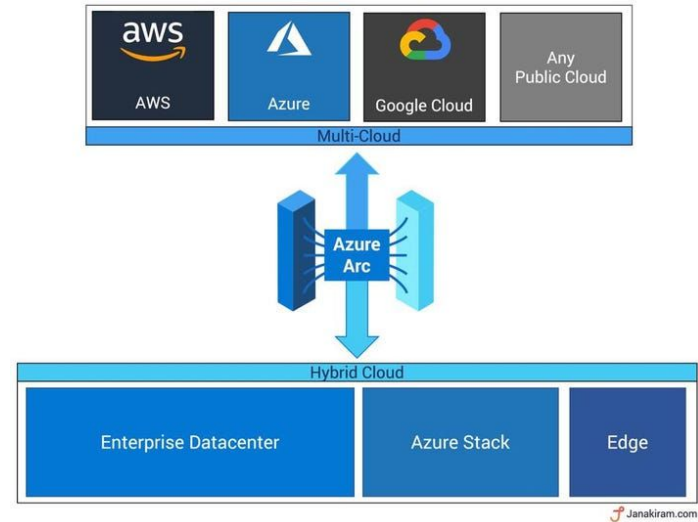 aws
AWS
Azure
Google Cloud
Any
Public Cloud
Multi-Cloud
Azure
Arc
Hybrid Cloud
Enterprise Datacenter
Azure Stack
Edge
Janakiram.com